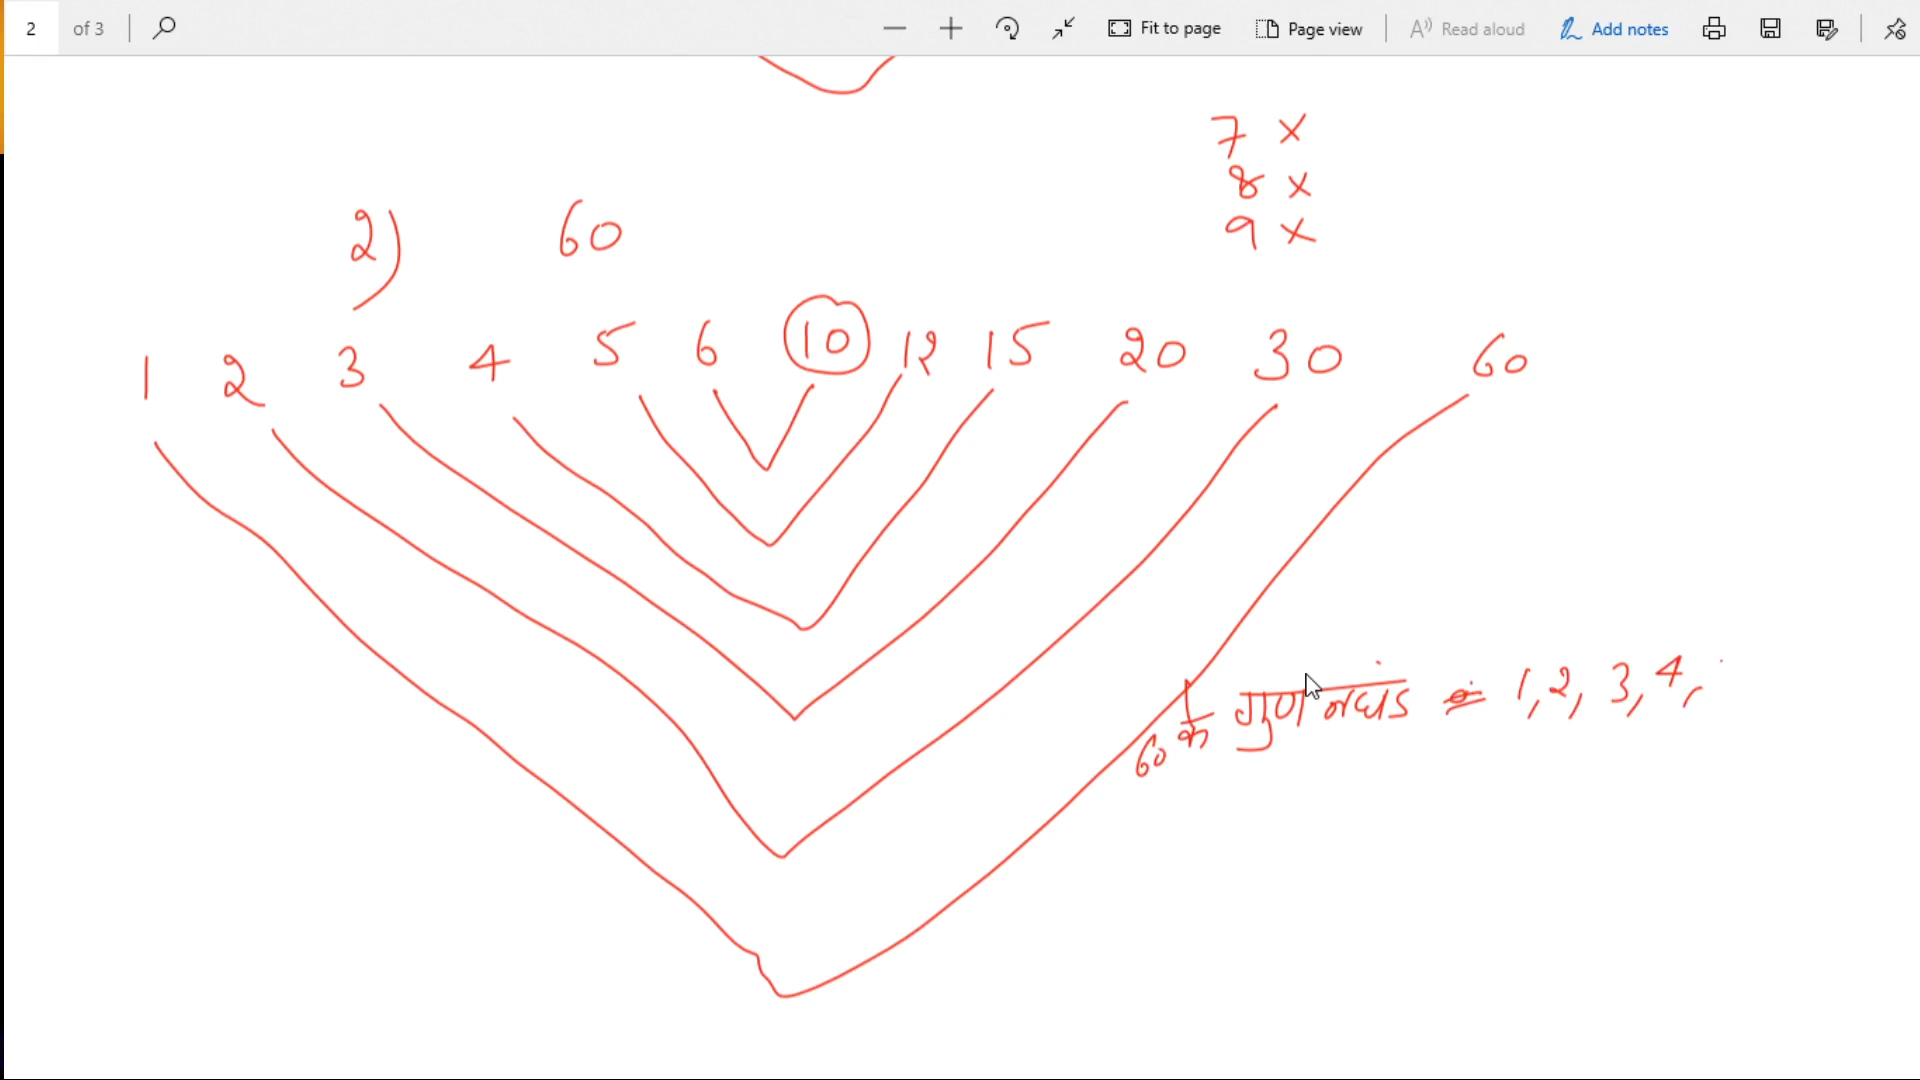 2 of 3 Fit to page Page view Read aloud Add notes
7 ×
8 ×
9 ×
2) 60
1 2 3 4 5 6 10 12 15 20 30 60
60 के गुणनखंड = 1, 2, 3, 4,